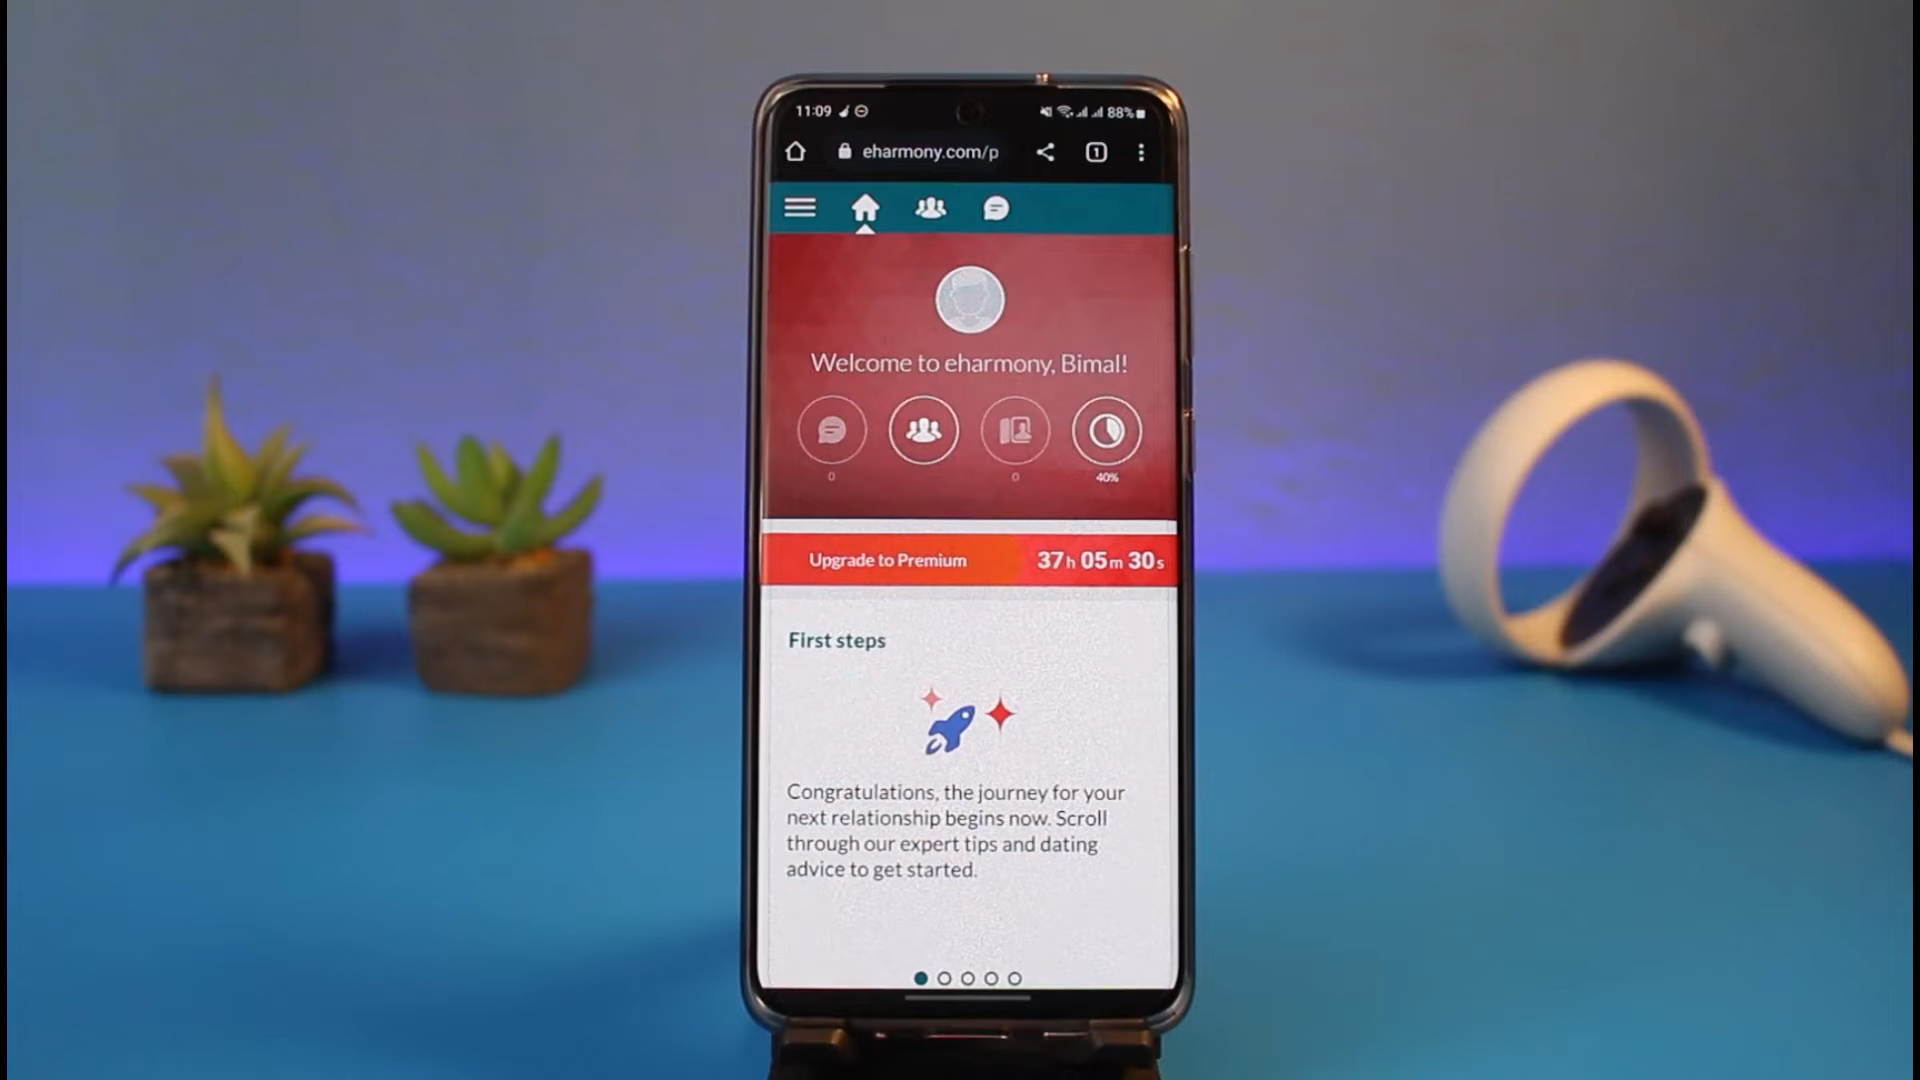 11:09
88%
eharmony.com/p
1
Welcome to eharmony, Bimal!
0
0
40%
Upgrade to Premium
37h 05m 30s
First steps
Congratulations, the journey for your
next relationship begins now. Scroll
through our expert tips and dating
advice to get started.